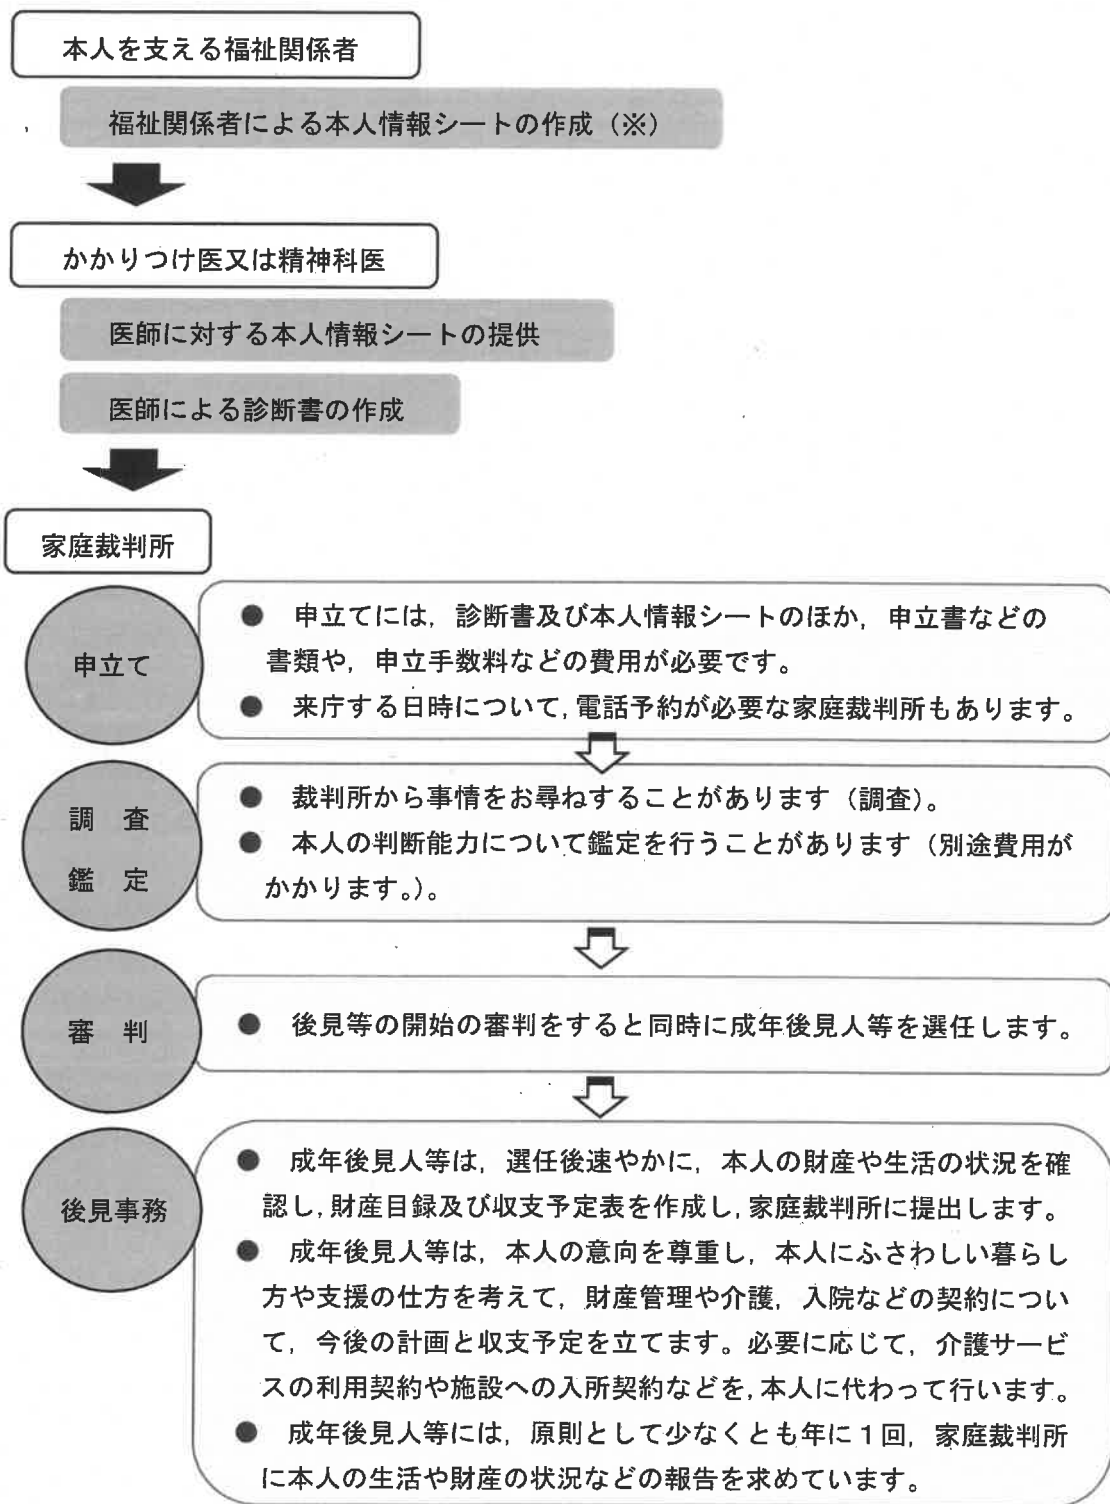 本人を支える福祉関係者
福祉関係者による本人情報シートの作成（※）
かかりつけ医又は精神科医
医師に対する本人情報シートの提供
医師による診断書の作成
家庭裁判所
申立て
● 申立てには，診断書及び本人情報シートのほか，申立書などの
書類や，申立手数料などの費用が必要です。
● 来庁する日時について，電話予約が必要な家庭裁判所もあります。
調　査
鑑　定
● 裁判所から事情をお尋ねすることがあります（調査）。
● 本人の判断能力について鑑定を行うことがあります（別途費用が
かかります。）。
審　判
● 後見等の開始の審判をすると同時に成年後見人等を選任します。
後見事務
● 成年後見人等は，選任後速やかに，本人の財産や生活の状況を確
認し，財産目録及び収支予定表を作成し，家庭裁判所に提出します。
● 成年後見人等は，本人の意向を尊重し，本人にふさわしい暮らし
方や支援の仕方を考えて，財産管理や介護，入院などの契約につい
て，今後の計画と収支予定を立てます。必要に応じて，介護サービ
スの利用契約や施設への入所契約などを，本人に代わって行います。
● 成年後見人等には，原則として少なくとも年に１回，家庭裁判所
に本人の生活や財産の状況などの報告を求めています。